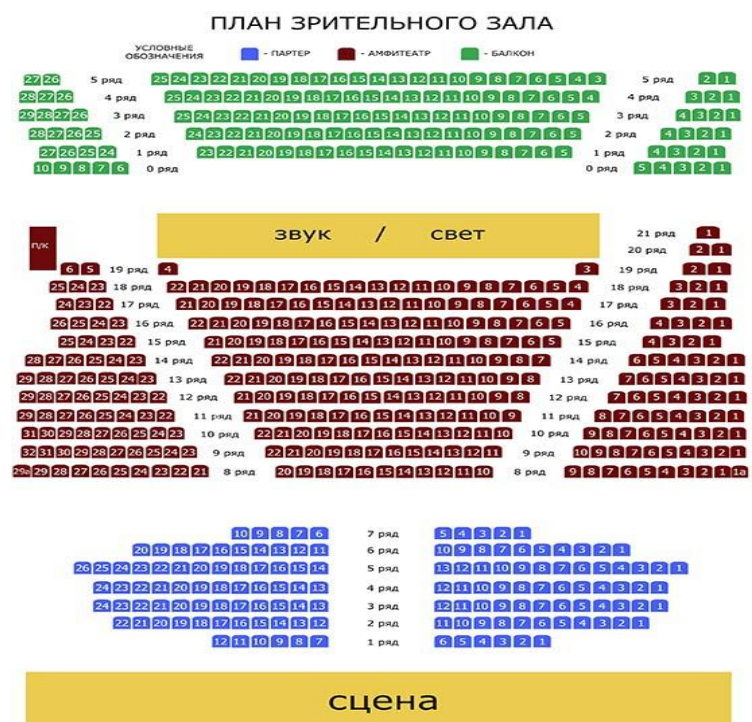 ПЛАН ЗРИТЕЛЬНОГО ЗАЛА
УСЛОВНЫЕ ОБОЗНАЧЕНИЯ - ПАРТЕР - АМФИТЕАТР - БАЛКОН
27 26 5 ряд 25 24 23 22 21 20 19 18 17 16 15 14 13 12 11 10 9 8 7 6 5 4 3 5 ряд 2 1
28 27 26 4 ряд 25 24 23 22 21 20 19 18 17 16 15 14 13 12 11 10 9 8 7 6 5 4 4 ряд 3 2 1
29 28 27 26 3 ряд 25 24 23 22 21 20 19 18 17 16 15 14 13 12 11 10 9 8 7 6 5 3 ряд 4 3 2 1
28 27 26 25 2 ряд 24 23 22 21 20 19 18 17 16 15 14 13 12 11 10 9 8 7 6 5 2 ряд 4 3 2 1
27 26 25 24 1 ряд 23 22 21 20 19 18 17 16 15 14 13 12 11 10 9 8 7 6 5 1 ряд 4 3 2 1
10 9 8 7 6 0 ряд 0 ряд 5 4 3 2 1
п/к звук / свет 21 ряд 1
20 ряд 2 1
6 5 19 ряд 4 3 19 ряд 2 1
25 24 23 18 ряд 22 21 20 19 18 17 16 15 14 13 12 11 10 9 8 7 6 5 4 18 ряд 3 2 1
24 23 22 17 ряд 21 20 19 18 17 16 15 14 13 12 11 10 9 8 7 6 5 4 17 ряд 3 2 1
26 25 24 23 16 ряд 22 21 20 19 18 17 16 15 14 13 12 11 10 9 8 7 6 5 16 ряд 4 3 2 1
25 24 23 22 15 ряд 21 20 19 18 17 16 15 14 13 12 11 10 9 8 7 6 5 15 ряд 4 3 2 1
28 27 26 25 24 23 14 ряд 22 21 20 19 18 17 16 15 14 13 12 11 10 9 8 7 14 ряд 6 5 4 3 2 1
29 28 27 26 25 24 23 13 ряд 22 21 20 19 18 17 16 15 14 13 12 11 10 9 8 13 ряд 7 6 5 4 3 2 1
29 28 27 26 25 24 23 22 12 ряд 21 20 19 18 17 16 15 14 13 12 11 10 9 8 12 ряд 7 6 5 4 3 2 1
29 28 27 26 25 24 23 22 11 ряд 21 20 19 18 17 16 15 14 13 12 11 10 9 11 ряд 8 7 6 5 4 3 2 1
31 30 29 28 27 26 25 24 23 10 ряд 22 21 20 19 18 17 16 15 14 13 12 11 10 10 ряд 9 8 7 6 5 4 3 2 1
32 31 30 29 28 27 26 25 24 23 9 ряд 22 21 20 19 18 17 16 15 14 13 12 11 9 ряд 10 9 8 7 6 5 4 3 2 1
29а 29 28 27 26 25 24 23 22 21 8 ряд 20 19 18 17 16 15 14 13 12 11 10 8 ряд 9 8 7 6 5 4 3 2 1 1а
10 9 8 7 6 7 ряд 5 4 3 2 1
20 19 18 17 16 15 14 13 12 11 6 ряд 10 9 8 7 6 5 4 3 2 1
26 25 24 23 22 21 20 19 18 17 16 15 14 5 ряд 13 12 11 10 9 8 7 6 5 4 3 2 1
24 23 22 21 20 19 18 17 16 15 14 13 4 ряд 12 11 10 9 8 7 6 5 4 3 2 1
24 23 22 21 20 19 18 17 16 15 14 13 3 ряд 12 11 10 9 8 7 6 5 4 3 2 1
22 21 20 19 18 17 16 15 14 13 12 2 ряд 11 10 9 8 7 6 5 4 3 2 1
12 11 10 9 8 7 1 ряд 6 5 4 3 2 1
сцена